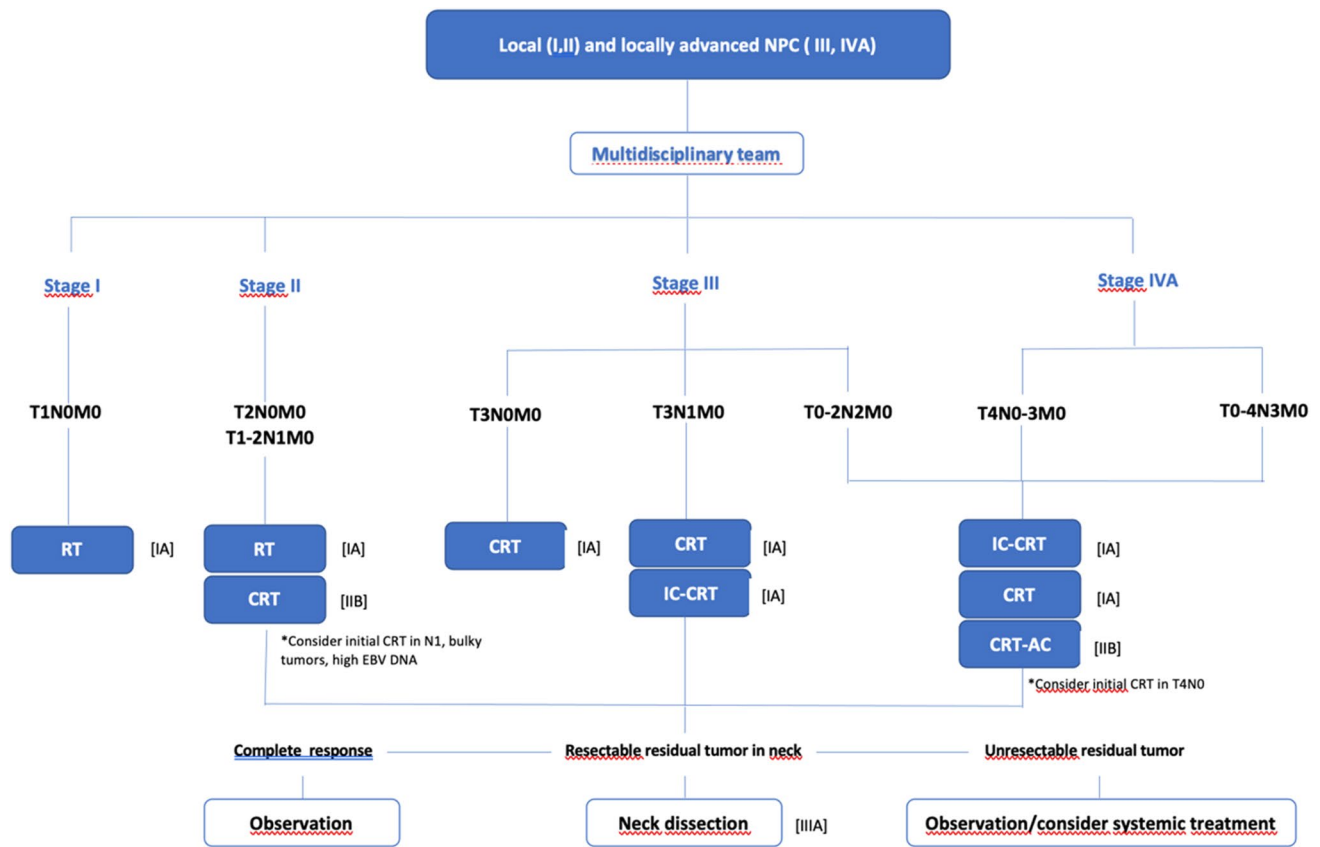 Local (I,II) and locally advanced NPC ( III, IVA)
Multidisciplinary team
Stage I
Stage II
Stage III
Stage IVA
T1N0M0
T2N0M0
T1-2N1M0
T3N0M0
T3N1M0
T0-2N2M0
T4N0-3M0
T0-4N3M0
RT
[IA]
RT
[IA]
CRT
[IIB]
*Consider initial CRT in N1, bulky
tumors, high EBV DNA
CRT
[IA]
CRT
[IA]
IC-CRT
[IA]
IC-CRT
[IA]
CRT
[IA]
CRT-AC
[IIB]
*Consider initial CRT in T4N0
Complete response
Resectable residual tumor in neck
Unresectable residual tumor
Observation
Neck dissection
[IIIA]
Observation/consider systemic treatment